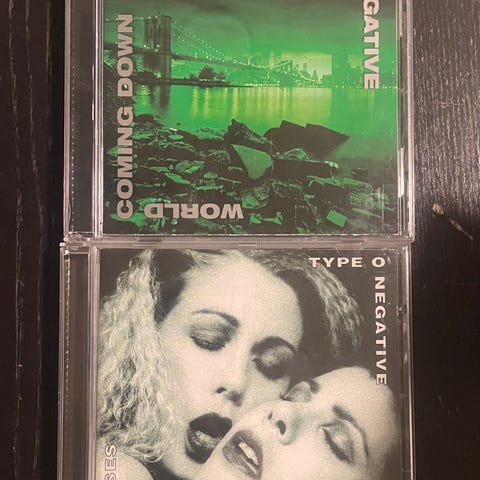 GATIVE
COMING DOWN
WORLD
TYPE O
NEGATIVE
SES